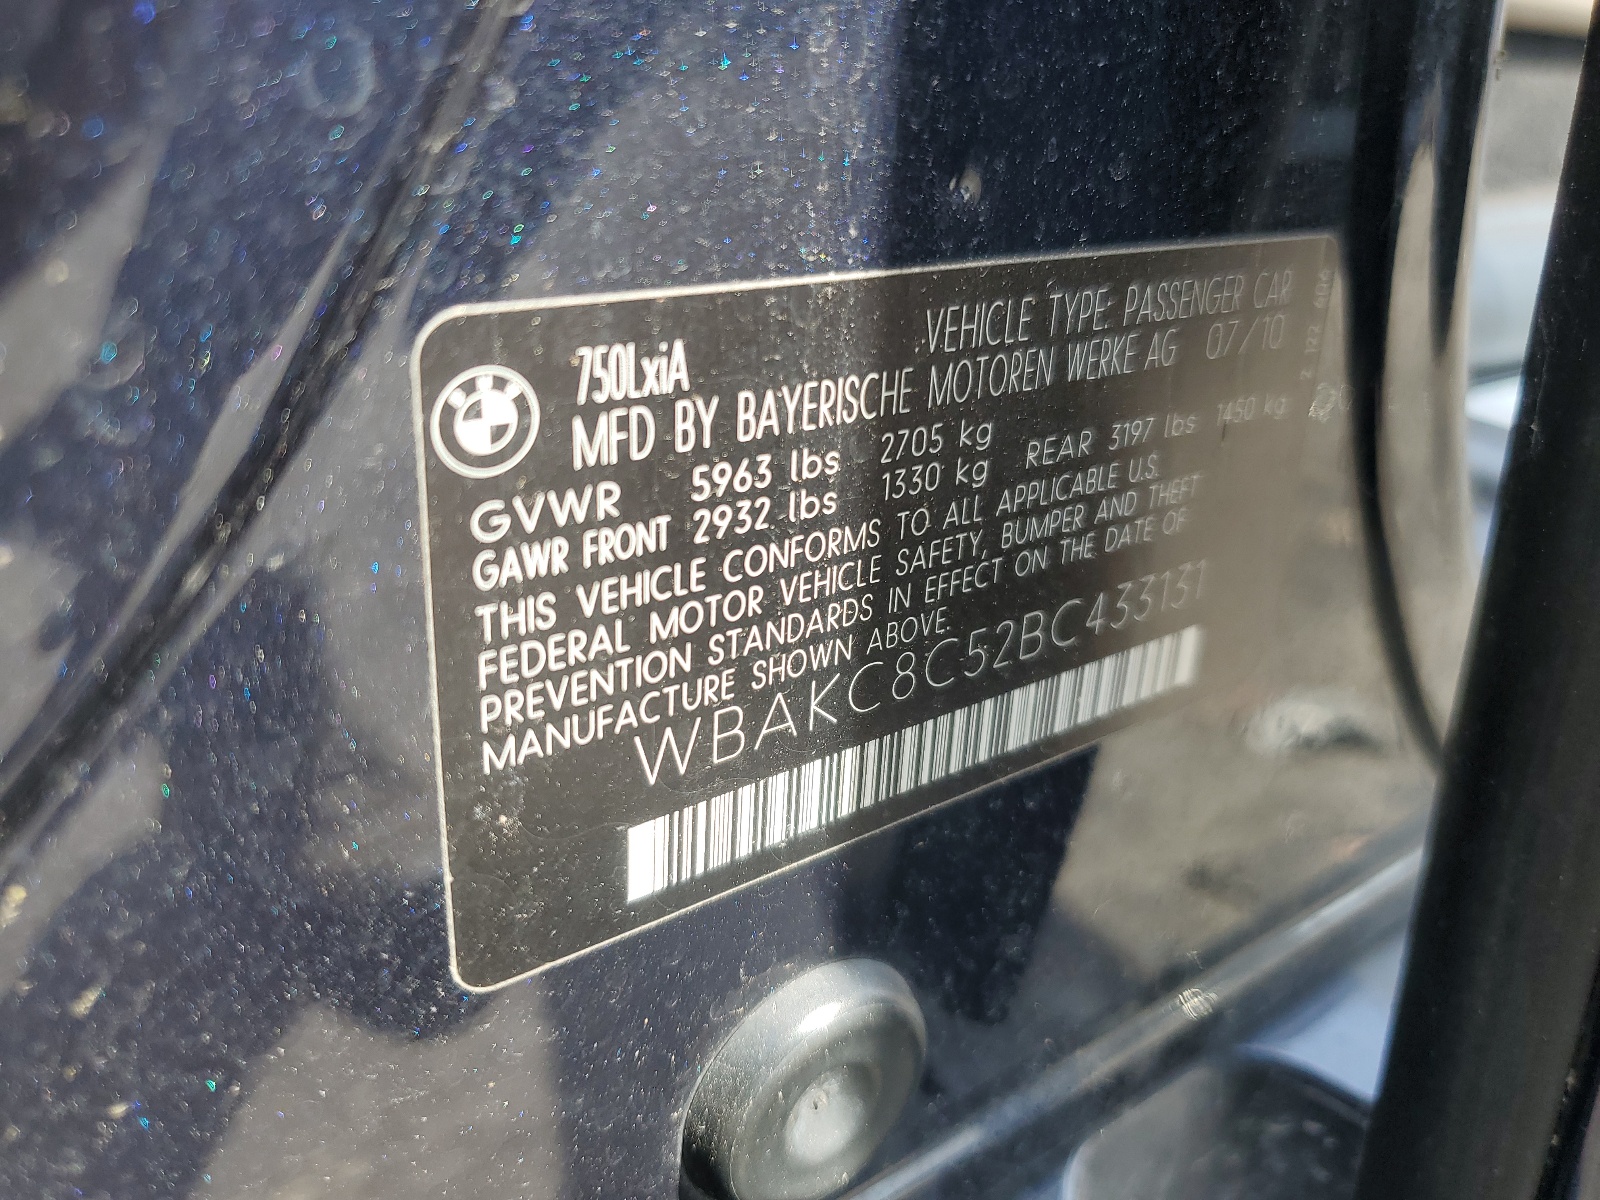 VEHICLE TYPE: PASSENGER CAR
750LxiA
MFD BY BAYERISCHE MOTOREN WERKE AG 07/10
GVWR 5963 lbs 2705 kg
GAWR FRONT 2932 lbs 1330 kg REAR 3197 lbs 1450 kg
THIS VEHICLE CONFORMS TO ALL APPLICABLE U.S.
FEDERAL MOTOR VEHICLE SAFETY, BUMPER AND THEFT
PREVENTION STANDARDS IN EFFECT ON THE DATE OF
MANUFACTURE SHOWN ABOVE.
WBAKC8C52BC433131